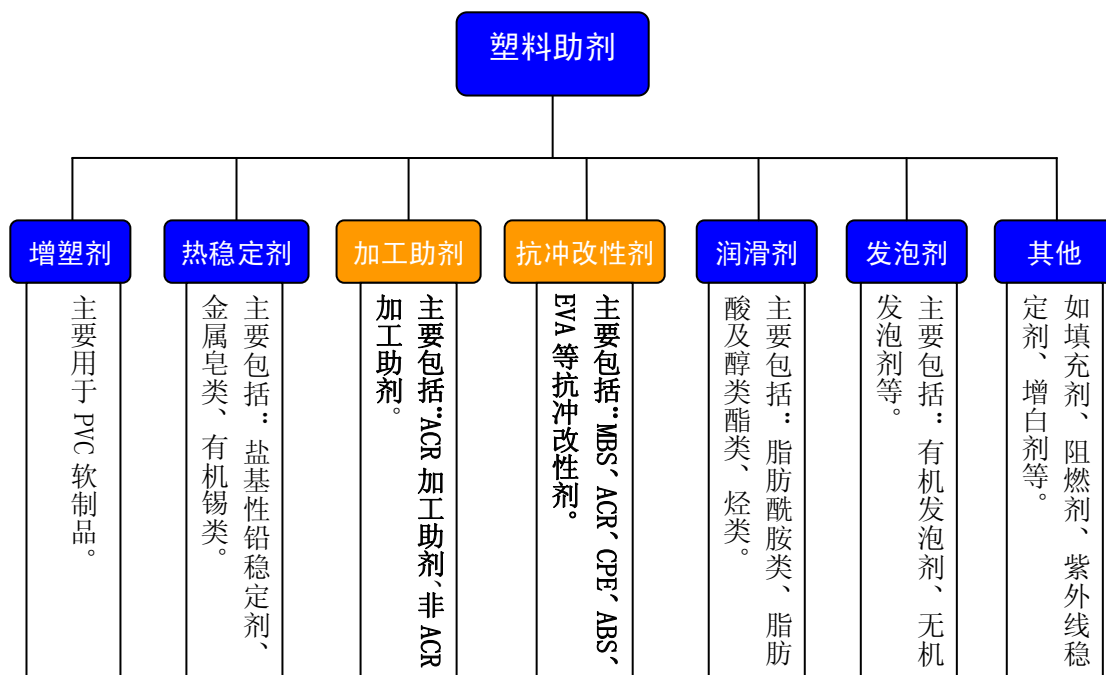 塑料助剂
增塑剂
热稳定剂
加工助剂
抗冲改性剂
润滑剂
发泡剂
其他
主要用于 PVC 软制品。
主要包括：盐基性铅稳定剂、
金属皂类、有机锡类。
主要包括：ACR 加工助剂、非 ACR
加工助剂。
主要包括：MBS、ACR、CPE、ABS、
EVA 等抗冲改性剂。
主要包括：脂肪酰胺类、脂肪
酸及醇类酯类、烃类。
主要包括：有机发泡剂、无机
发泡剂等。
如填充剂、阻燃剂、紫外线稳
定剂、增白剂等。